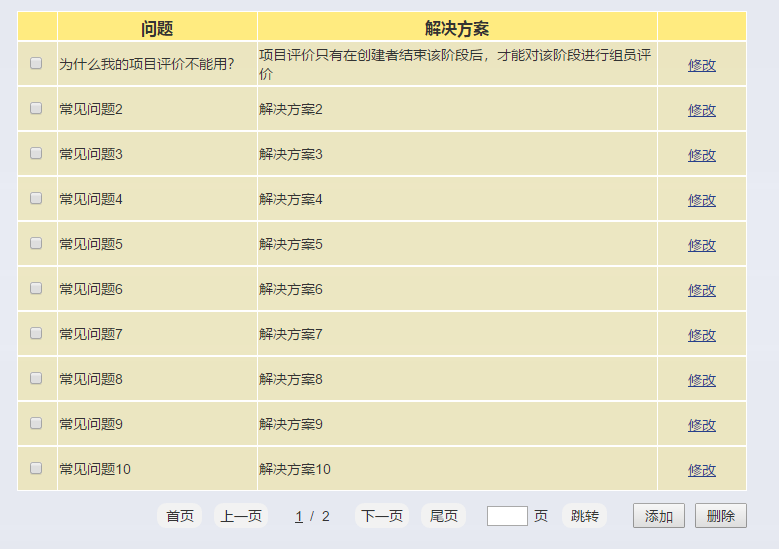 问题 解决方案
为什么我的项目评价不能用? 项目评价只有在创建者结束该阶段后，才能对该阶段进行组员评
价 修改
常见问题2 解决方案2 修改
常见问题3 解决方案3 修改
常见问题4 解决方案4 修改
常见问题5 解决方案5 修改
常见问题6 解决方案6 修改
常见问题7 解决方案7 修改
常见问题8 解决方案8 修改
常见问题9 解决方案9 修改
常见问题10 解决方案10 修改
首页 上一页 1 / 2 下一页 尾页 页 跳转 添加 删除